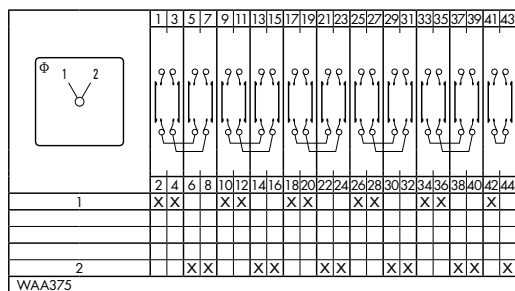 1 3 5 7 9 11 13 15 17 19 21 23 25 27 29 31 33 35 37 39 41 43
Φ 1 2
2 4 6 8 10 12 14 16 18 20 22 24 26 28 30 32 34 36 38 40 42 44
1 X X X X X X X X X X X
2 X X X X X X X X X X X
WAA375